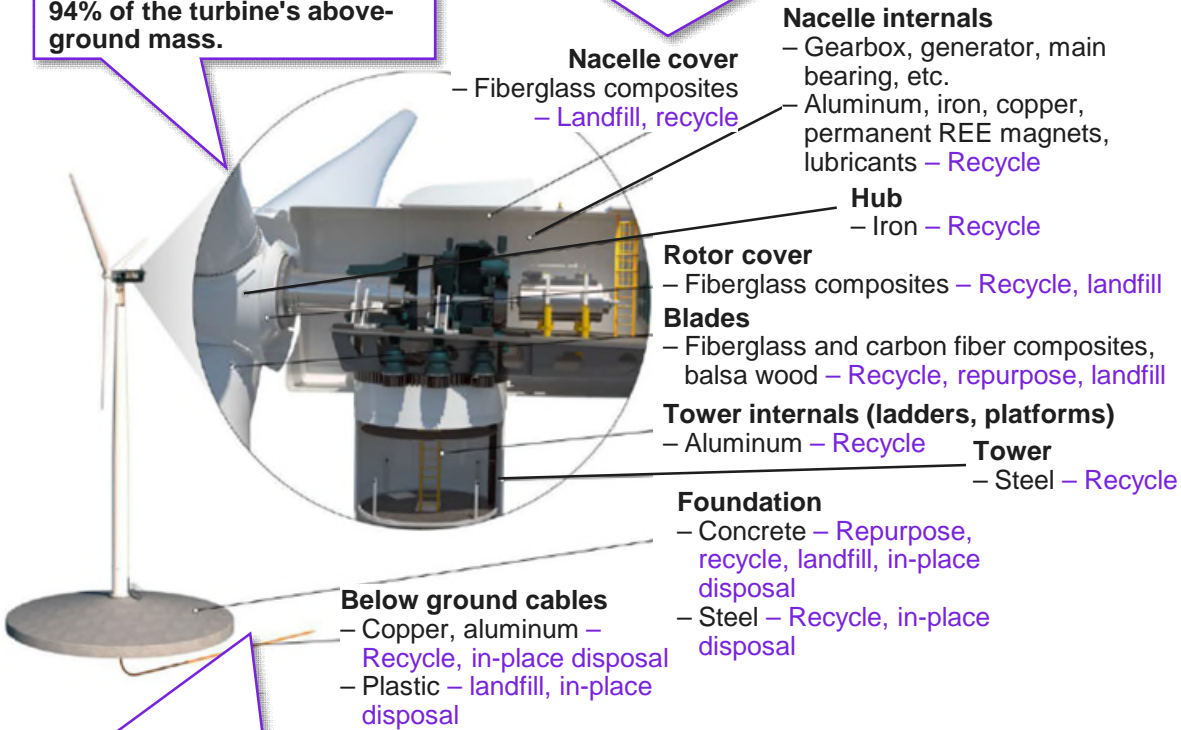 94% of the turbine's above-
ground mass.
Nacelle cover
– Fiberglass composites
– Landfill, recycle
Nacelle internals
– Gearbox, generator, main
bearing, etc.
– Aluminum, iron, copper,
permanent REE magnets,
lubricants – Recycle
Hub
– Iron – Recycle
Rotor cover
– Fiberglass composites – Recycle, landfill
Blades
– Fiberglass and carbon fiber composites,
balsa wood – Recycle, repurpose, landfill
Tower internals (ladders, platforms)
– Aluminum – Recycle
Tower
– Steel – Recycle
Foundation
– Concrete – Repurpose,
recycle, landfill, in-place
disposal
– Steel – Recycle, in-place
disposal
Below ground cables
– Copper, aluminum –
Recycle, in-place disposal
– Plastic – landfill, in-place
disposal